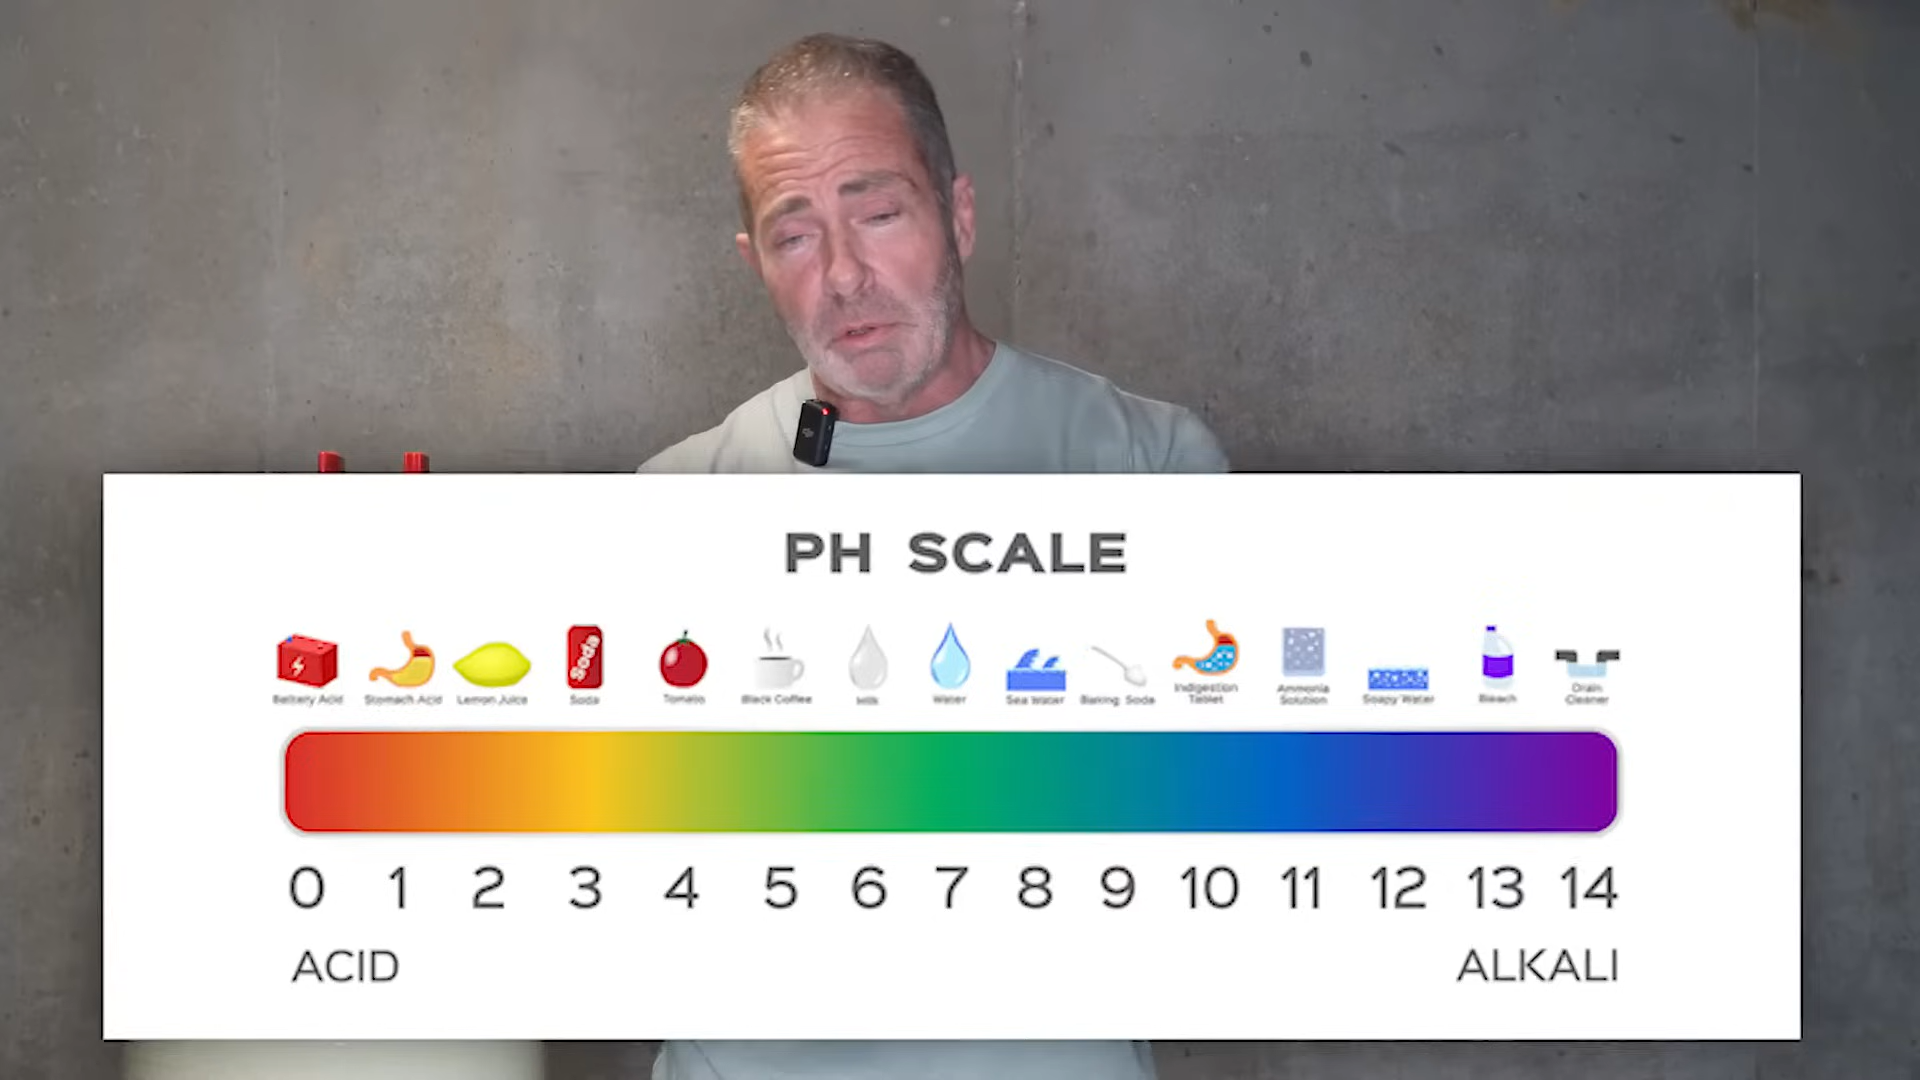 PH SCALE
Battery Acid Stomach Acid Lemon Juice Soda Tomato Black Coffee Milk Water Sea Water Baking Soda Indigestion Tablet Ammonia Solution Soapy Water Bleach Drain Cleaner
Soda
0 1 2 3 4 5 6 7 8 9 10 11 12 13 14
ACID ALKALI